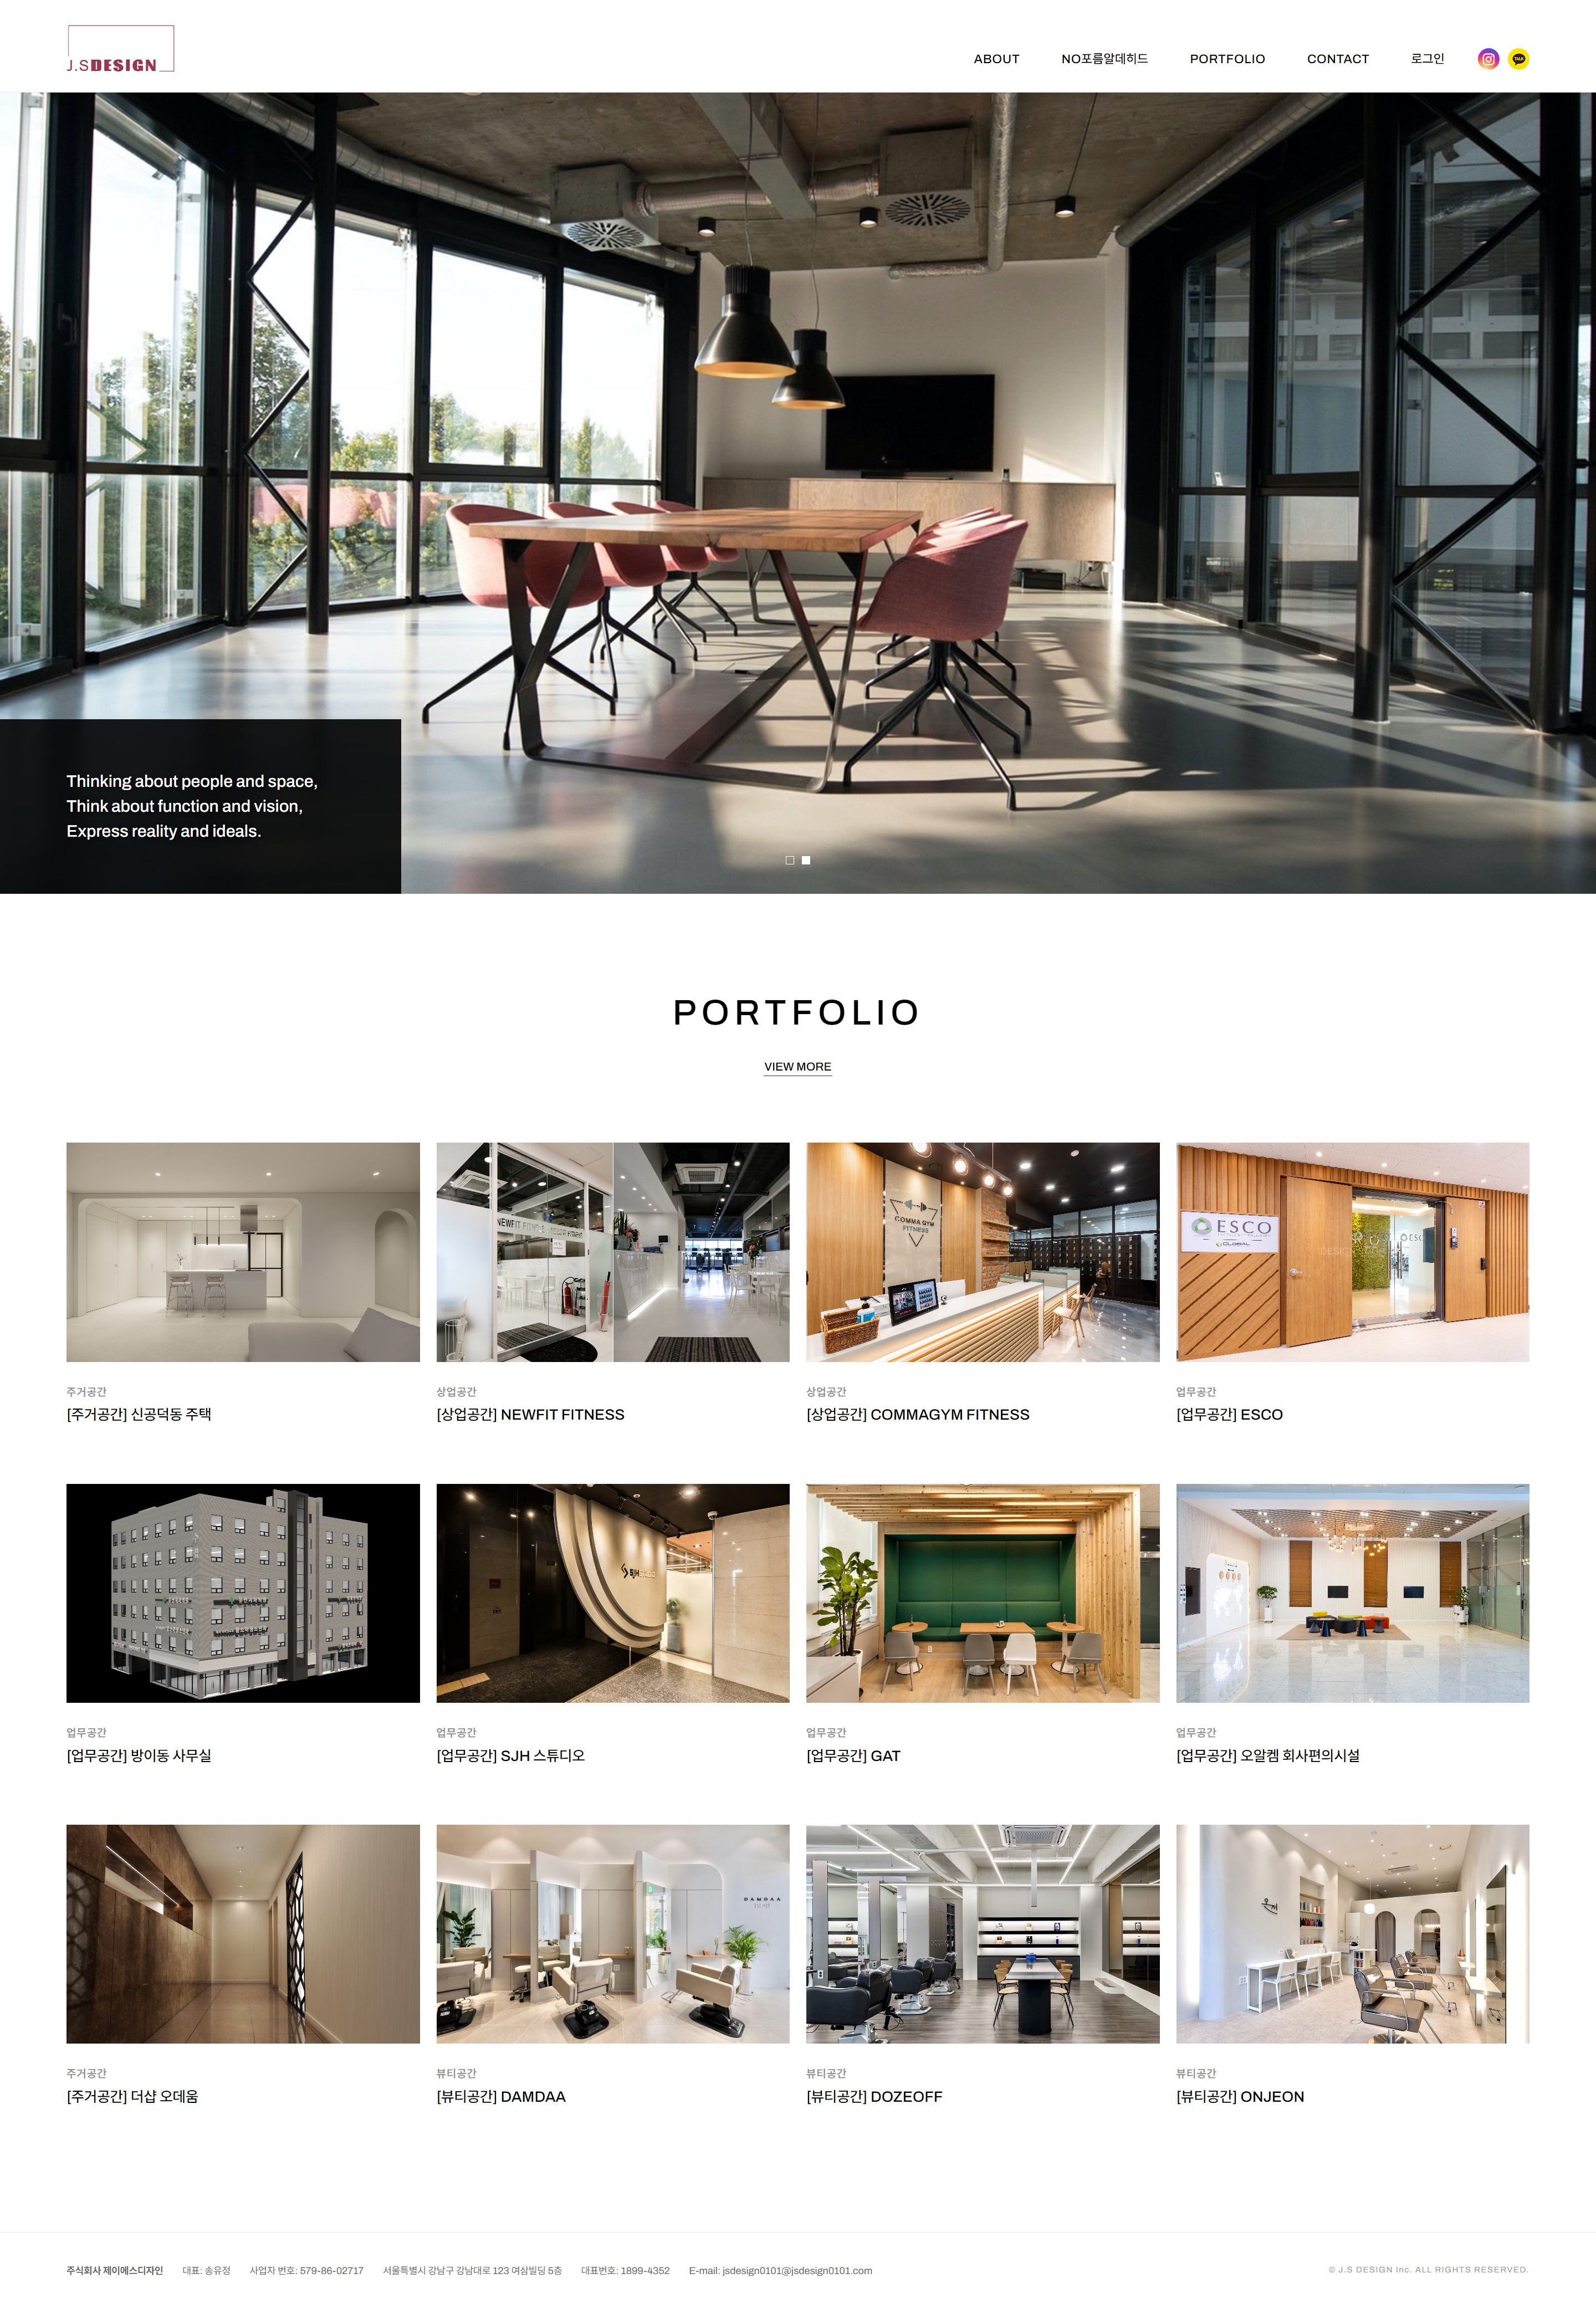 J.SDESIGN
ABOUT
NO포름알데히드
PORTFOLIO
CONTACT
로그인
TALK
Thinking about people and space,
Think about function and vision,
Express reality and ideals.
PORTFOLIO
VIEW MORE
NEWFIT FITNESS
COMMA GYM
FITNESS
ESCO
GLOBAL
주거공간
[주거공간] 신공덕동 주택
상업공간
[상업공간] NEWFIT FITNESS
상업공간
[상업공간] COMMAGYM FITNESS
업무공간
[업무공간] ESCO
SJH
업무공간
[업무공간] 방이동 사무실
업무공간
[업무공간] SJH 스튜디오
업무공간
[업무공간] GAT
업무공간
[업무공간] 오알켐 회사편의시설
DAMDAA
주거공간
[주거공간] 더샵 오데움
뷰티공간
[뷰티공간] DAMDAA
뷰티공간
[뷰티공간] DOZEOFF
뷰티공간
[뷰티공간] ONJEON
주식회사 제이에스디자인 대표: 송유정 사업자 번호: 579-86-02717 서울특별시 강남구 강남대로 123 여삼빌딩 5층 대표번호: 1899-4352 E-mail: jsdesign0101@jsdesign0101.com
© J.S DESIGN Inc. ALL RIGHTS RESERVED.